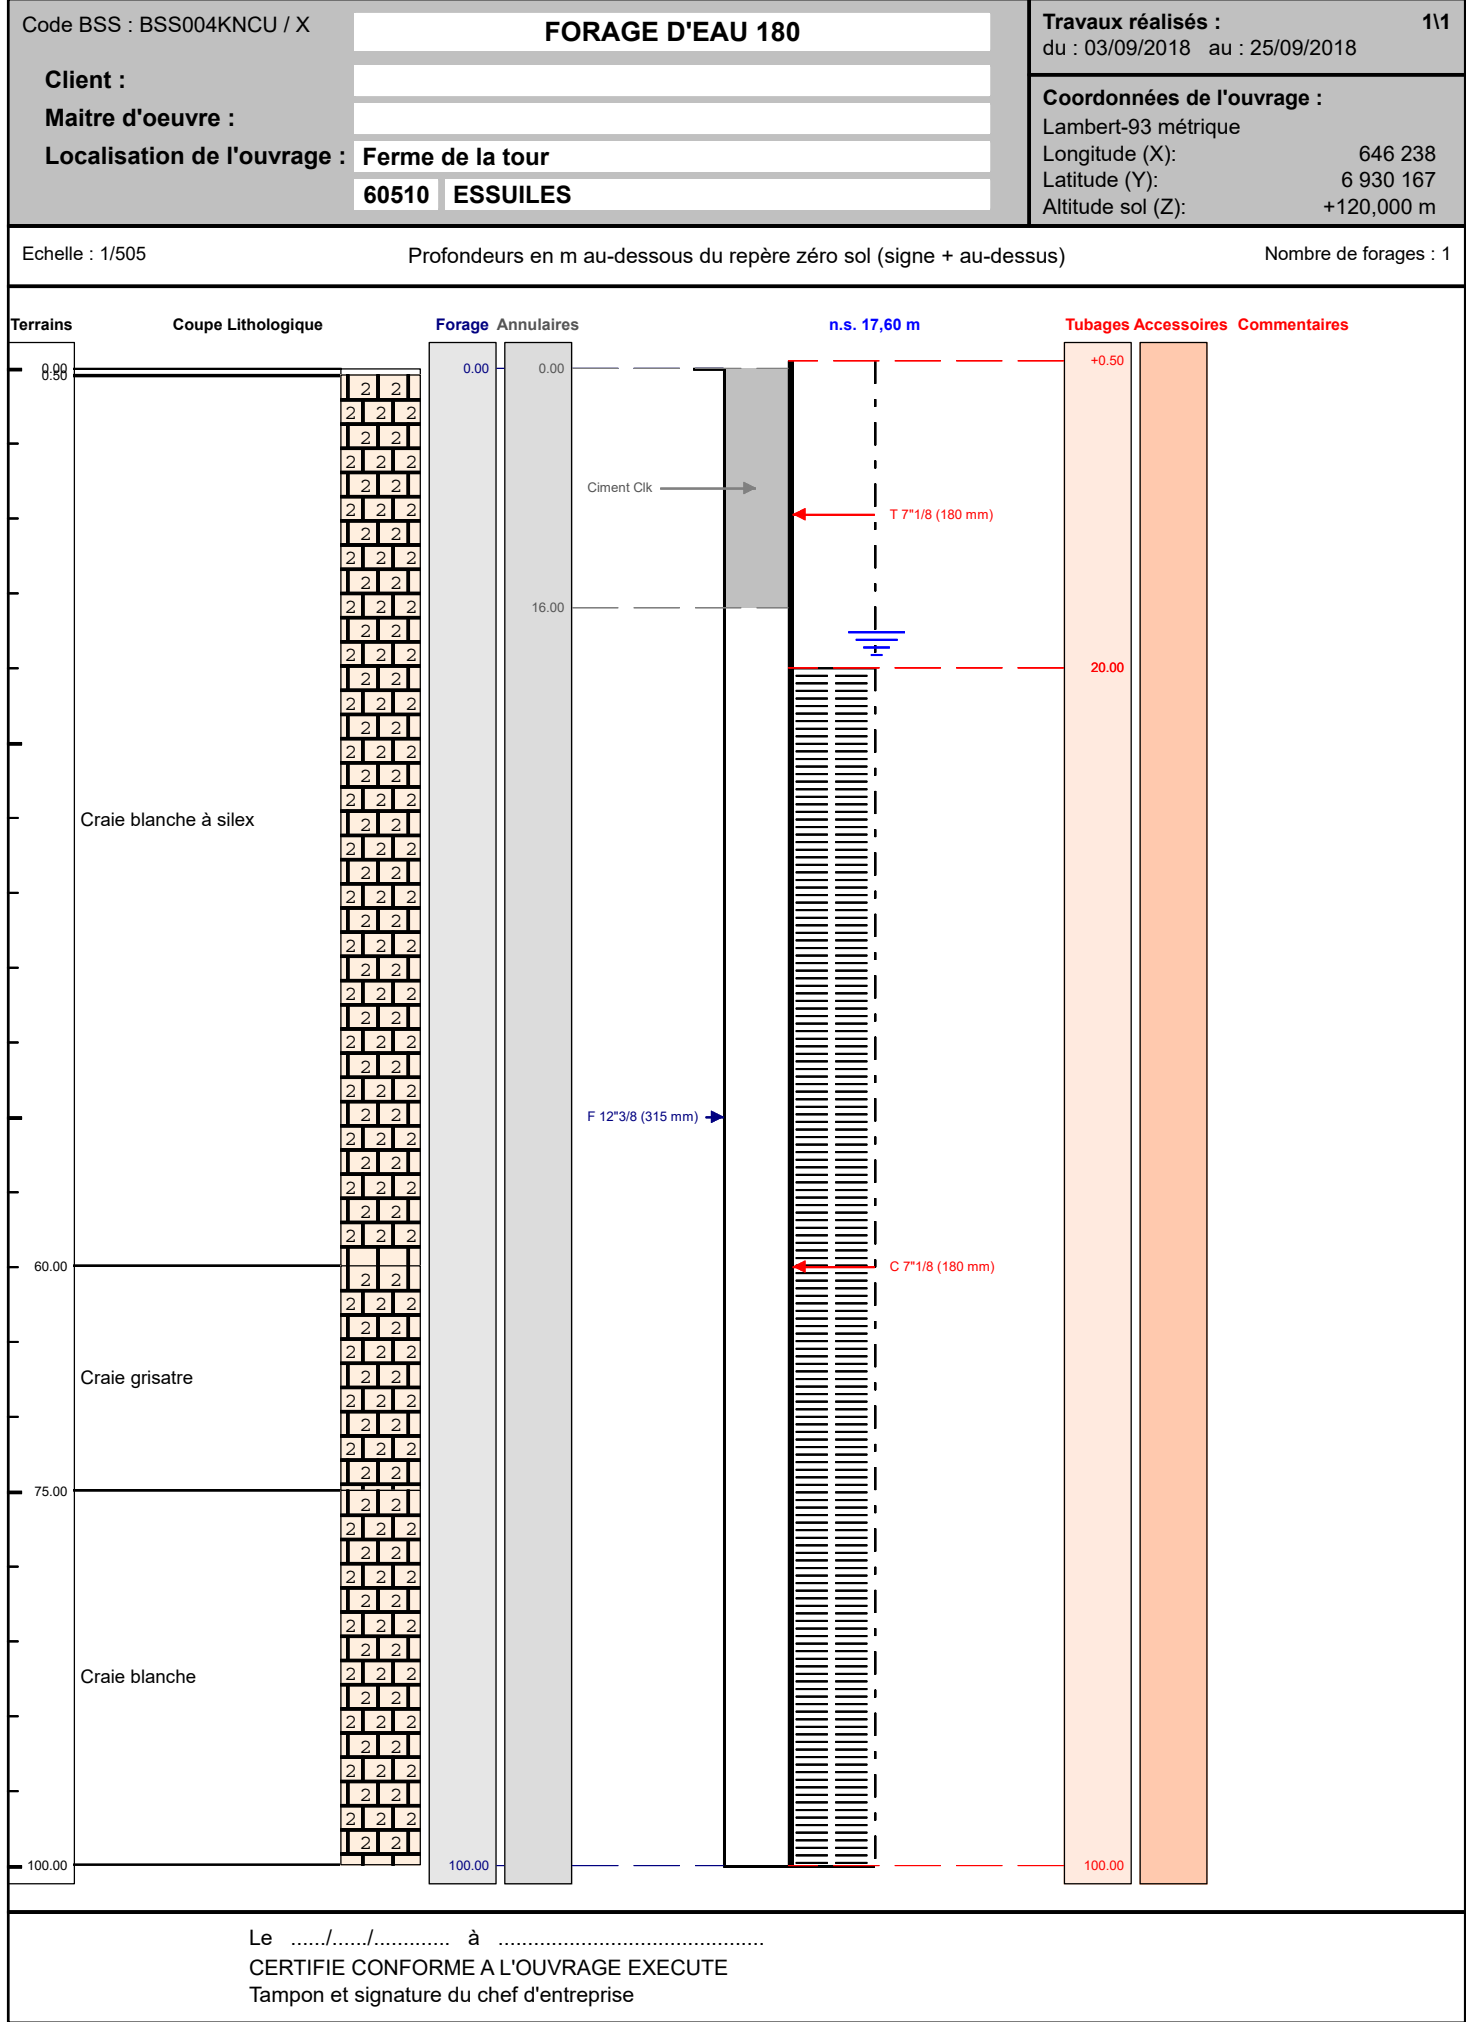 Code BSS : BSS004KNCU / X
FORAGE D'EAU 180
Travaux réalisés : 1\1
du : 03/09/2018 au : 25/09/2018
Client :
Maitre d'oeuvre :
Localisation de l'ouvrage : Ferme de la tour
60510 ESSUILES
Coordonnées de l'ouvrage :
Lambert-93 métrique
Longitude (X): 646 238
Latitude (Y): 6 930 167
Altitude sol (Z): +120,000 m
Echelle : 1/505
Profondeurs en m au-dessous du repère zéro sol (signe + au-dessus)
Nombre de forages : 1
Terrains Coupe Lithologique Forage Annulaires n.s. 17,60 m Tubages Accessoires Commentaires
+0.50
0.00 0.00 0.00
0.50
Ciment Clk
T 7"1/8 (180 mm)
16.00
20.00
Craie blanche à silex
F 12"3/8 (315 mm)
60.00
C 7"1/8 (180 mm)
Craie grisatre
75.00
Craie blanche
100.00 100.00 100.00
Le ....../....../............. à .............................................
CERTIFIE CONFORME A L'OUVRAGE EXECUTE
Tampon et signature du chef d'entreprise